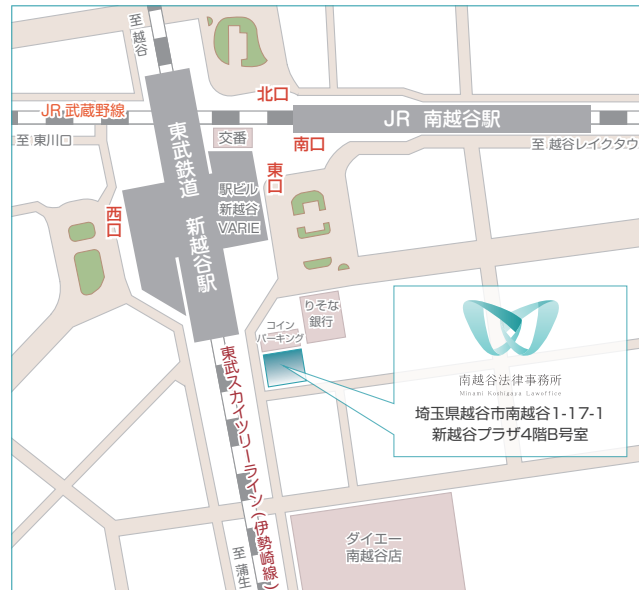 至 越谷
北口
JR 武蔵野線
JR 南越谷駅
至 東川口
交番
南口
至 越谷レイクタウ
東武鉄道 新越谷駅
東口
駅ビル
新越谷
VARIE
西口
りそな
銀行
コイン
パーキング
南越谷法律事務所
Minami Koshigaya Lawoffice
埼玉県越谷市南越谷1-17-1
新越谷プラザ4階B号室
東武スカイツリーライン(伊勢崎線)
至 蒲生
ダイエー
南越谷店